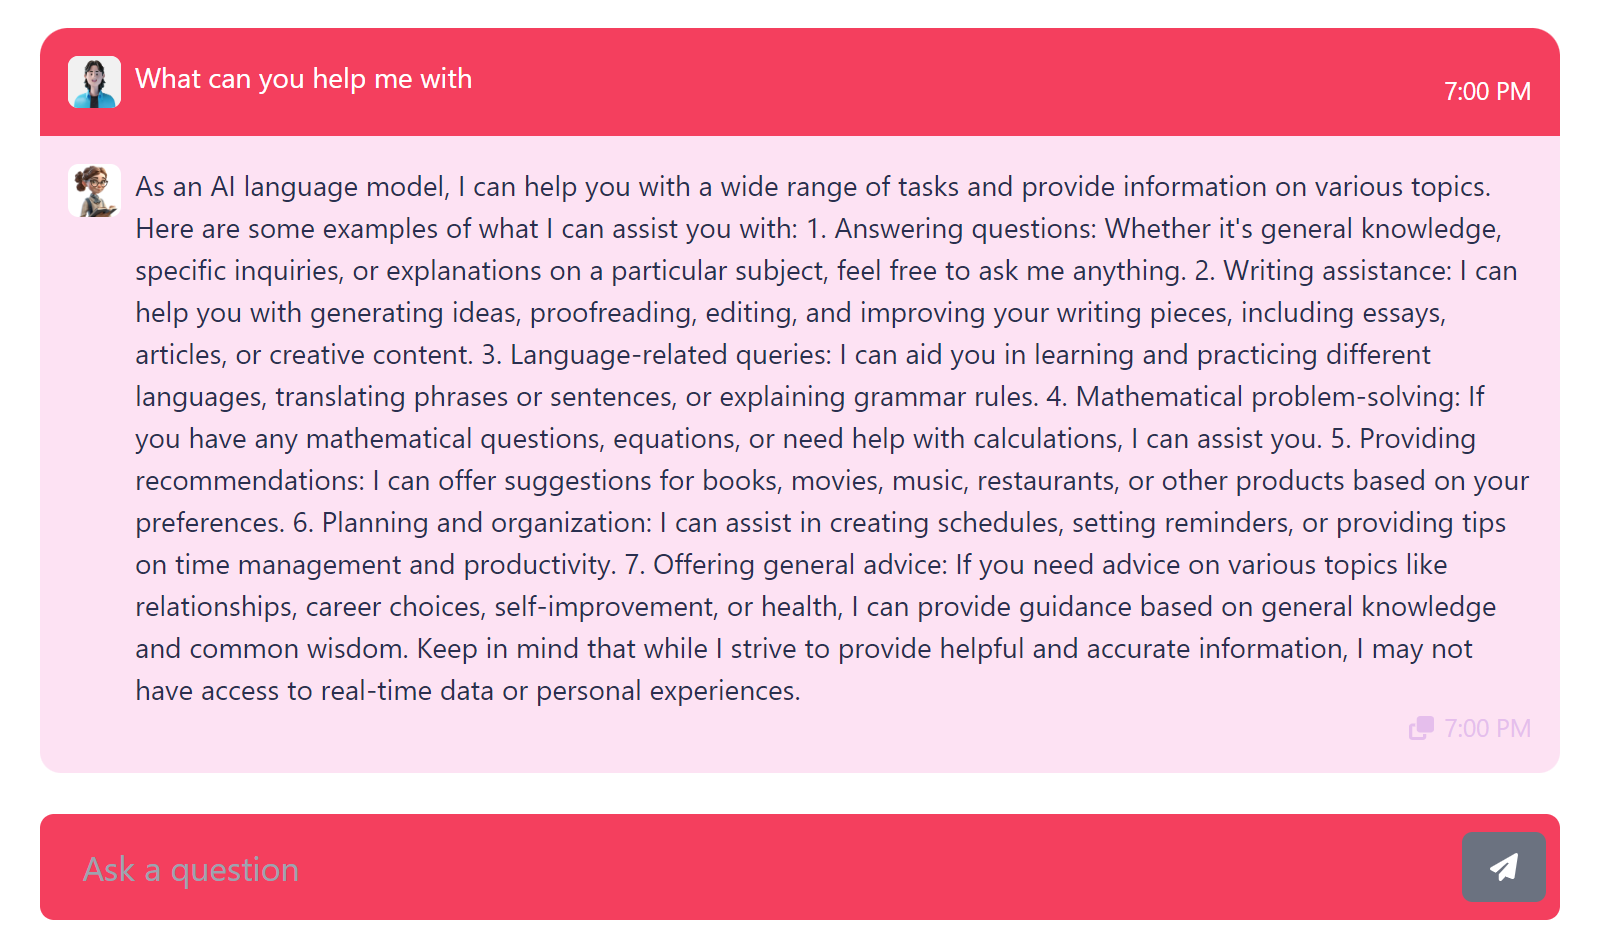 What can you help me with
7:00 PM
As an AI language model, I can help you with a wide range of tasks and provide information on various topics.
Here are some examples of what I can assist you with: 1. Answering questions: Whether it's general knowledge,
specific inquiries, or explanations on a particular subject, feel free to ask me anything. 2. Writing assistance: I can
help you with generating ideas, proofreading, editing, and improving your writing pieces, including essays,
articles, or creative content. 3. Language-related queries: I can aid you in learning and practicing different
languages, translating phrases or sentences, or explaining grammar rules. 4. Mathematical problem-solving: If
you have any mathematical questions, equations, or need help with calculations, I can assist you. 5. Providing
recommendations: I can offer suggestions for books, movies, music, restaurants, or other products based on your
preferences. 6. Planning and organization: I can assist in creating schedules, setting reminders, or providing tips
on time management and productivity. 7. Offering general advice: If you need advice on various topics like
relationships, career choices, self-improvement, or health, I can provide guidance based on general knowledge
and common wisdom. Keep in mind that while I strive to provide helpful and accurate information, I may not
have access to real-time data or personal experiences.
7:00 PM
Ask a question